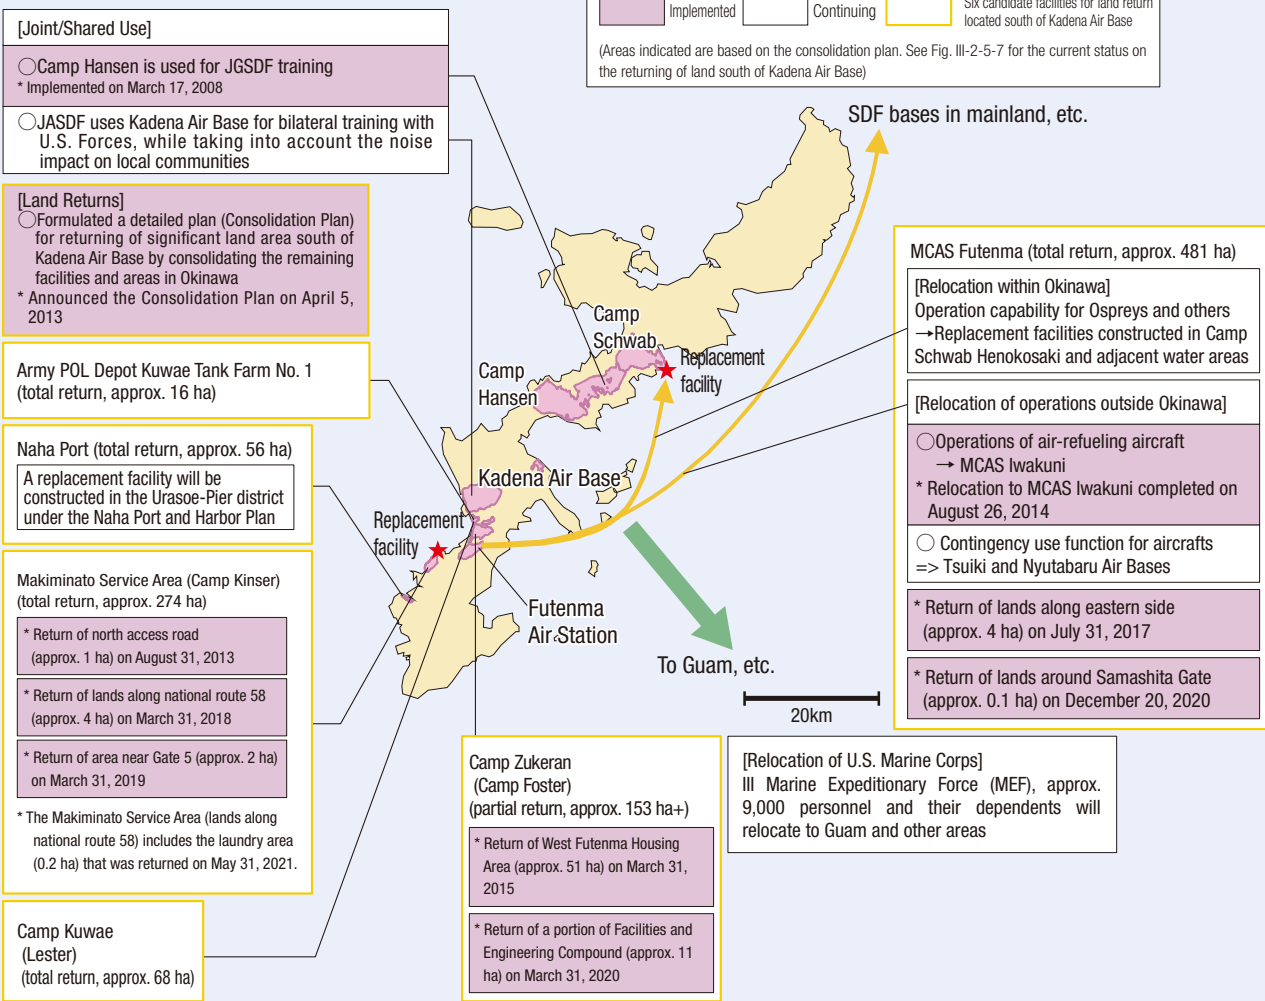 Implemented
Continuing
Six candidate facilities for land return
located south of Kadena Air Base
(Areas indicated are based on the consolidation plan. See Fig. III-2-5-7 for the current status on
the returning of land south of Kadena Air Base)
[Joint/Shared Use]
○Camp Hansen is used for JGSDF training
* Implemented on March 17, 2008
○JASDF uses Kadena Air Base for bilateral training with
U.S. Forces, while taking into account the noise
impact on local communities
[Land Returns]
○Formulated a detailed plan (Consolidation Plan)
for returning of significant land area south of
Kadena Air Base by consolidating the remaining
facilities and areas in Okinawa
* Announced the Consolidation Plan on April 5,
2013
Army POL Depot Kuwae Tank Farm No. 1
(total return, approx. 16 ha)
Naha Port (total return, approx. 56 ha)
A replacement facility will be
constructed in the Urasoe-Pier district
under the Naha Port and Harbor Plan
Makiminato Service Area (Camp Kinser)
(total return, approx. 274 ha)
* Return of north access road
(approx. 1 ha) on August 31, 2013
* Return of lands along national route 58
(approx. 4 ha) on March 31, 2018
* Return of area near Gate 5 (approx. 2 ha)
on March 31, 2019
* The Makiminato Service Area (lands along
national route 58) includes the laundry area
(0.2 ha) that was returned on May 31, 2021.
Camp Kuwae
(Lester)
(total return, approx. 68 ha)
SDF bases in mainland, etc.
Camp
Schwab
Replacement
facility
Camp
Hansen
Kadena Air Base
Replacement
facility
Futenma
Air Station
To Guam, etc.
20km
Camp Zukeran
(Camp Foster)
(partial return, approx. 153 ha+)
* Return of West Futenma Housing
Area (approx. 51 ha) on March 31,
2015
* Return of a portion of Facilities and
Engineering Compound (approx. 11
ha) on March 31, 2020
[Relocation of U.S. Marine Corps]
III Marine Expeditionary Force (MEF), approx.
9,000 personnel and their dependents will
relocate to Guam and other areas
MCAS Futenma (total return, approx. 481 ha)
[Relocation within Okinawa]
Operation capability for Ospreys and others
→Replacement facilities constructed in Camp
Schwab Henokosaki and adjacent water areas
[Relocation of operations outside Okinawa]
○Operations of air-refueling aircraft
→ MCAS Iwakuni
* Relocation to MCAS Iwakuni completed on
August 26, 2014
○ Contingency use function for aircrafts
=> Tsuiki and Nyutabaru Air Bases
* Return of lands along eastern side
(approx. 4 ha) on July 31, 2017
* Return of lands around Samashita Gate
(approx. 0.1 ha) on December 20, 2020